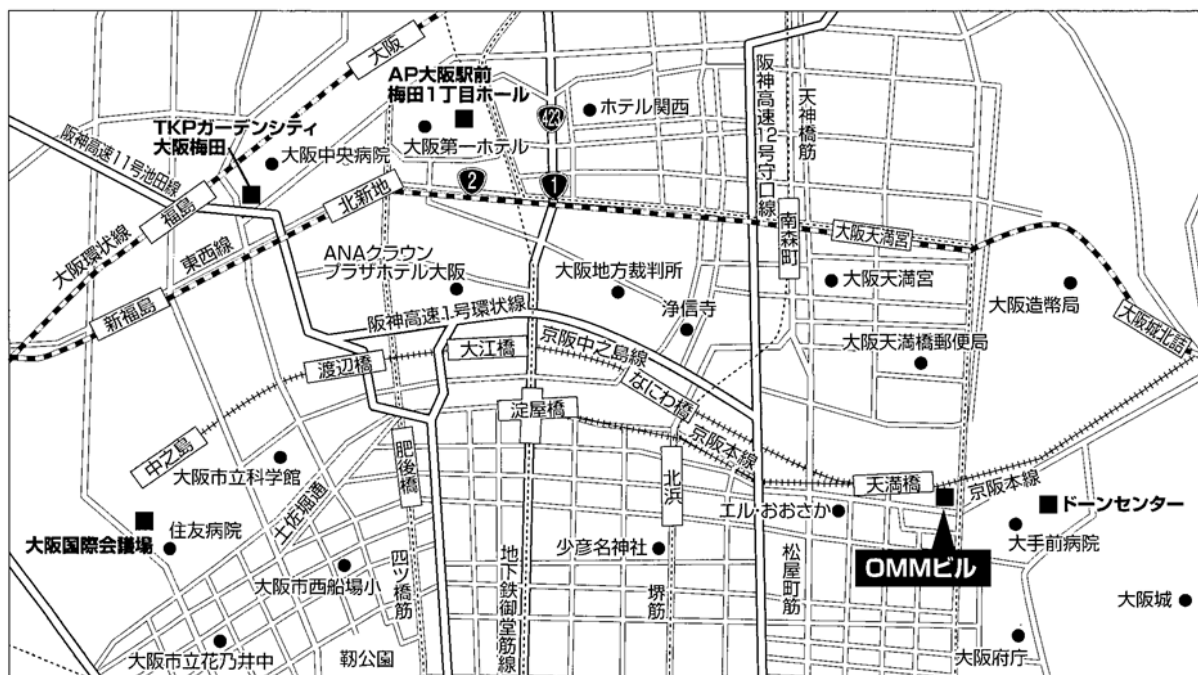 大阪
AP大阪駅前
梅田1丁目ホール
423
ホテル関西
阪神高速12号守口線
天神橋筋
TKPガーデンシティ
大阪梅田
大阪第一ホテル
阪神高速11号池田線
大阪中央病院
2
1
福島
北新地
南森町
大阪天満宮
大阪環状線
東西線
ANAクラウン
プラザホテル大阪
大阪地方裁判所
大阪天満宮
大阪造幣局
新福島
阪神高速1号環状線
浄信寺
大阪城北詰
京阪中之島線
大阪天満橋郵便局
渡辺橋
大江橋
なにわ橋
淀屋橋
中之島
肥後橋
京阪本線
大阪市立科学館
北浜
天満橋
京阪本線
土佐堀通
エル・おおさか
ドーンセンター
大阪国際会議場
住友病院
四ツ橋筋
地下鉄御堂筋線
少彦名神社
堺筋
松屋町筋
大手前病院
OMMビル
大阪市西船場小
大阪城
大阪市立花乃井中
靱公園
大阪府庁